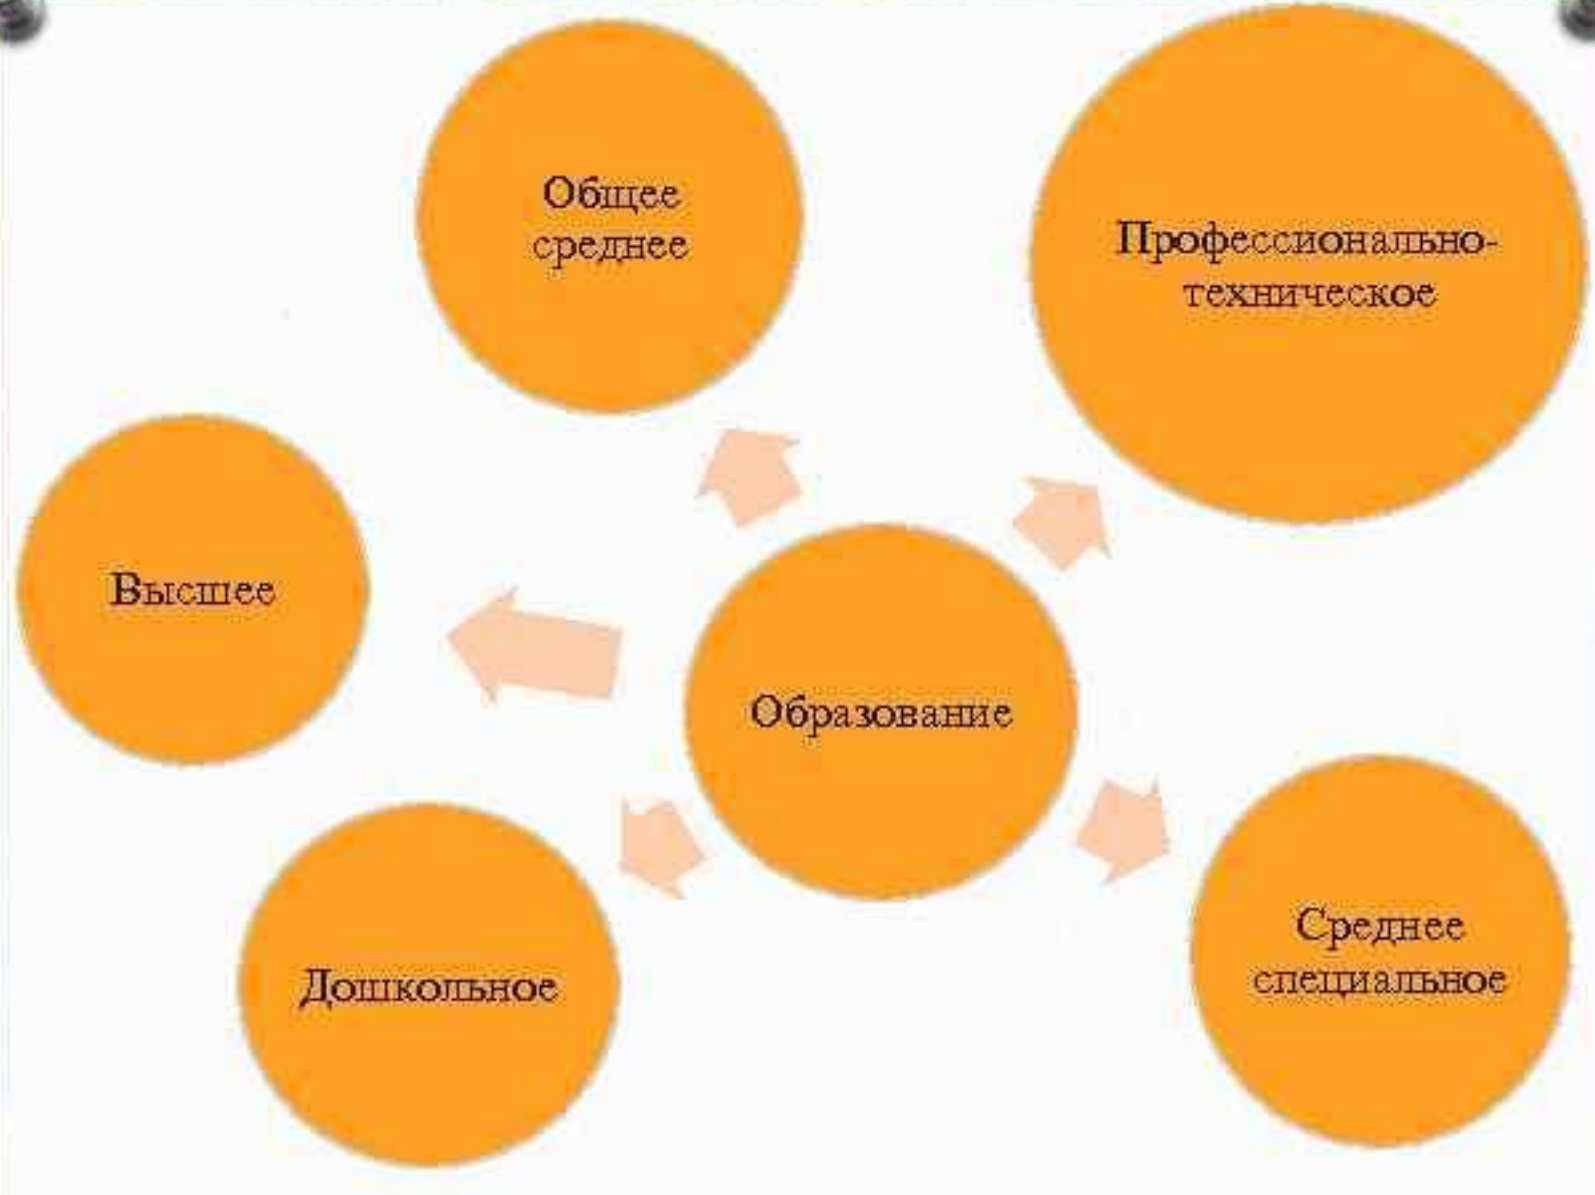 Общее
среднее
Профессионально-
техническое
Высшее
Образование
Дошкольное
Среднее
специальное